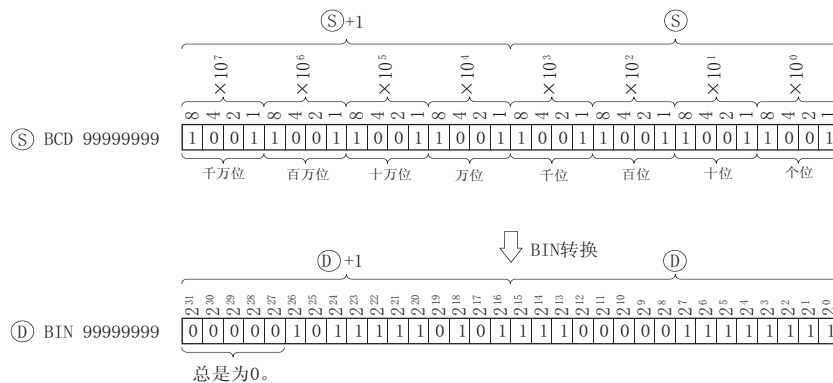 Ⓢ+1 Ⓢ
×10⁷ ×10⁶ ×10⁵ ×10⁴ ×10³ ×10² ×10¹ ×10⁰
8 4 2 1 8 4 2 1 8 4 2 1 8 4 2 1 8 4 2 1 8 4 2 1 8 4 2 1 8 4 2 1
Ⓢ BCD 99999999 1 0 0 1 1 0 0 1 1 0 0 1 1 0 0 1 1 0 0 1 1 0 0 1 1 0 0 1 1 0 0 1
千万位 百万位 十万位 万位 千位 百位 十位 个位
BIN转换
Ⓓ+1 Ⓓ
2³¹ 2³⁰ 2²⁹ 2²⁸ 2²⁷ 2²⁶ 2²⁵ 2²⁴ 2²³ 2²² 2²¹ 2²⁰ 2¹⁹ 2¹⁸ 2¹⁷ 2¹⁶ 2¹⁵ 2¹⁴ 2¹³ 2¹² 2¹¹ 2¹⁰ 2⁹ 2⁸ 2⁷ 2⁶ 2⁵ 2⁴ 2³ 2² 2¹ 2⁰
Ⓓ BIN 99999999 0 0 0 0 0 1 0 1 1 1 1 1 0 1 0 1 1 1 1 0 0 0 0 0 1 1 1 1 1 1 1 1
总是为0。